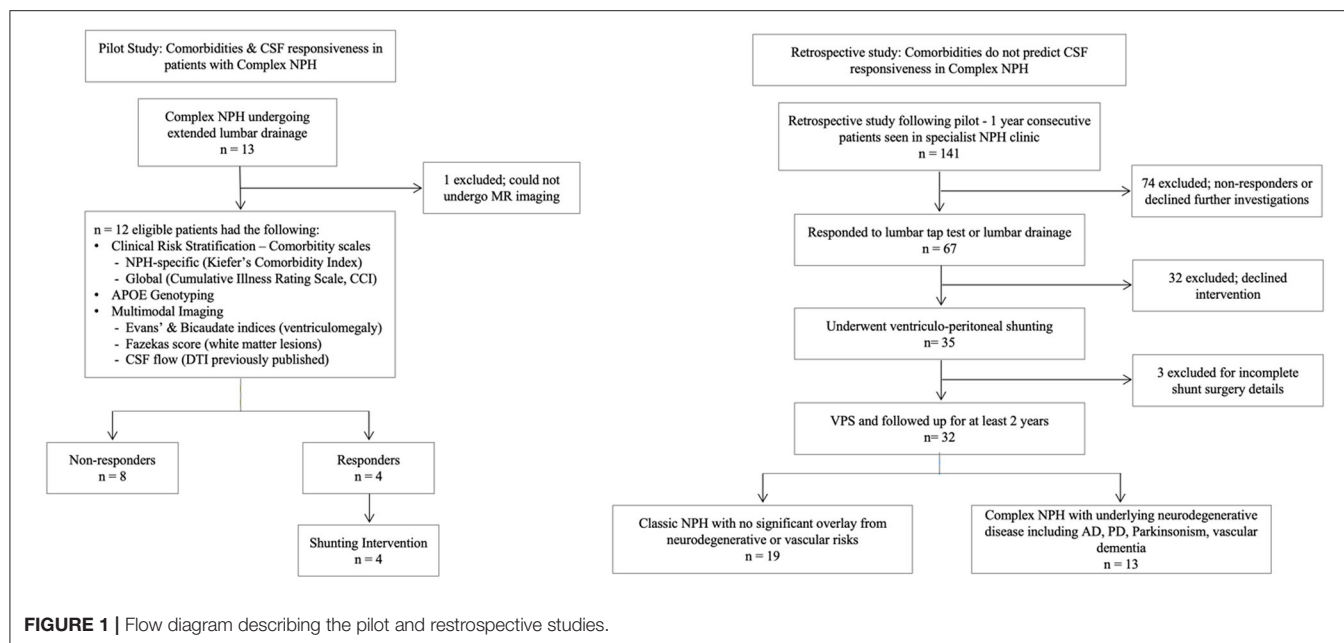 Pilot Study: Comorbidities & CSF responsiveness in
patients with Complex NPH
Complex NPH undergoing
extended lumbar drainage
n = 13
1 excluded; could not
undergo MR imaging
n = 12 eligible patients had the following:
• Clinical Risk Stratification – Comorbitity scales
- NPH-specific (Kiefer's Comorbidity Index)
- Global (Cumulative Illness Rating Scale, CCI)
• APOE Genotyping
• Multimodal Imaging
- Evans' & Bicaudate indices (ventriculomegaly)
- Fazekas score (white matter lesions)
- CSF flow (DTI previously published)
Non-responders
n = 8
Responders
n = 4
Shunting Intervention
n = 4
Retrospective study: Comorbidities do not predict CSF
responsiveness in Complex NPH
Retrospective study following pilot - 1 year consecutive
patients seen in specialist NPH clinic
n = 141
74 excluded; non-responders or
declined further investigations
Responded to lumbar tap test or lumbar drainage
n = 67
32 excluded; declined
intervention
Underwent ventriculo-peritoneal shunting
n= 35
3 excluded for incomplete
shunt surgery details
VPS and followed up for at least 2 years
n= 32
Classic NPH with no significant overlay from
neurodegenerative or vascular risks
n = 19
Complex NPH with underlying neurodegenerative
disease including AD, PD, Parkinsonism, vascular
dementia
n = 13
FIGURE 1 | Flow diagram describing the pilot and restrospective studies.